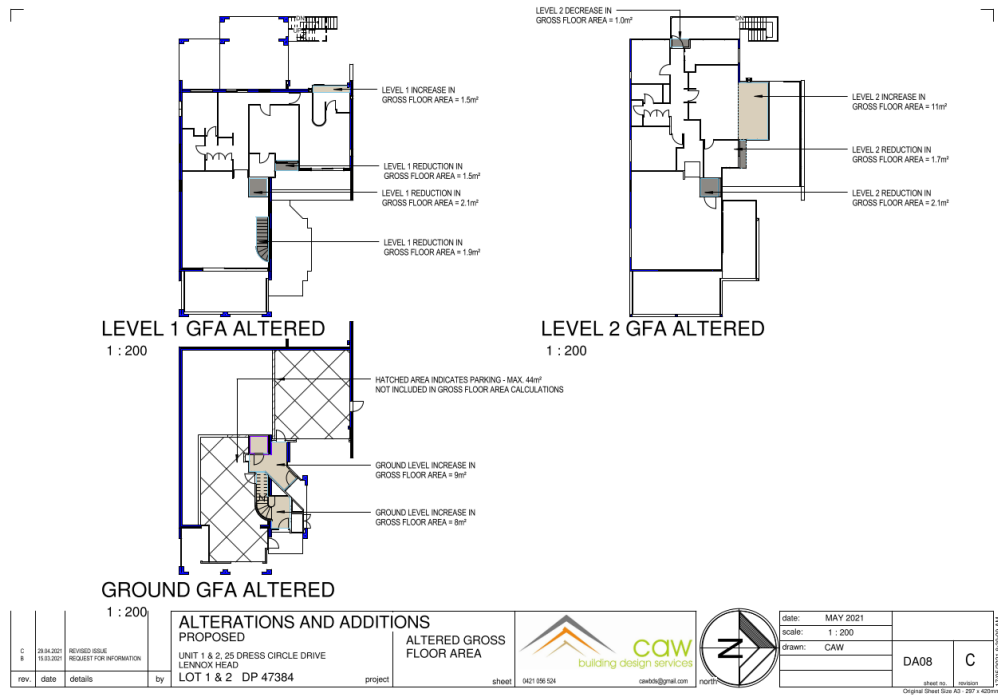 LEVEL 2 DECREASE IN
GROSS FLOOR AREA = 1.0m²
DN
LEVEL 1 INCREASE IN
GROSS FLOOR AREA = 1.5m²
LEVEL 1 REDUCTION IN
GROSS FLOOR AREA = 1.5m²
LEVEL 1 REDUCTION IN
GROSS FLOOR AREA = 2.1m²
LEVEL 1 REDUCTION IN
GROSS FLOOR AREA = 1.9m²
LEVEL 1 GFA ALTERED
1 : 200
DN
LEVEL 2 INCREASE IN
GROSS FLOOR AREA = 11m²
LEVEL 2 REDUCTION IN
GROSS FLOOR AREA = 1.7m²
LEVEL 2 REDUCTION IN
GROSS FLOOR AREA = 2.1m²
LEVEL 2 GFA ALTERED
1 : 200
HATCHED AREA INDICATES PARKING - MAX. 44m²
NOT INCLUDED IN GROSS FLOOR AREA CALCULATIONS
GROUND LEVEL INCREASE IN
GROSS FLOOR AREA = 9m²
GROUND LEVEL INCREASE IN
GROSS FLOOR AREA = 8m²
GROUND GFA ALTERED
1 : 200
C 29.04.2021 REVISED ISSUE
B 15.03.2021 REQUEST FOR INFORMATION
rev. date details by
ALTERATIONS AND ADDITIONS
PROPOSED
UNIT 1 & 2, 25 DRESS CIRCLE DRIVE
LENNOX HEAD
LOT 1 & 2 DP 47384
project
ALTERED GROSS
FLOOR AREA
sheet
caw
building design services
0421 056 524 cawbds@gmail.com
N
north
date: MAY 2021
scale: 1 : 200
drawn: CAW
DA08
sheet no.
C
revision
Original Sheet Size A3 - 297 x 420mm